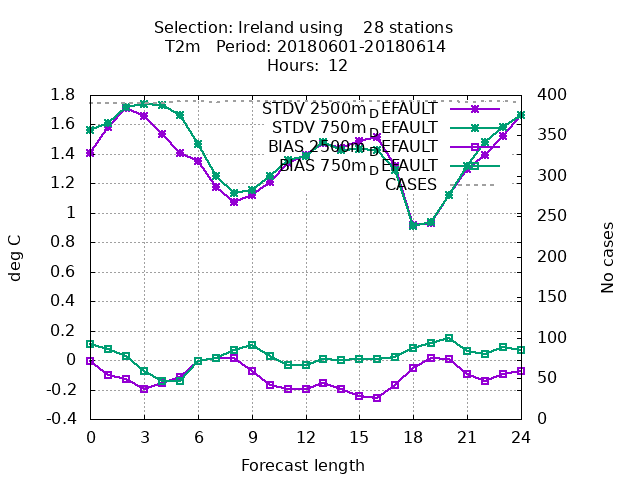 Selection: Ireland using    28 stations
T2m   Period: 20180601-20180614
Hours: 12
STDV 2500m_DEFAULT
STDV 750m_DEFAULT
BIAS 2500m_DEFAULT
BIAS 750m_DEFAULT
CASES
deg C
1.8
1.6
1.4
1.2
1
0.8
0.6
0.4
0.2
0
-0.2
-0.4
No cases
400
350
300
250
200
150
100
50
0
0 3 6 9 12 15 18 21 24
Forecast length